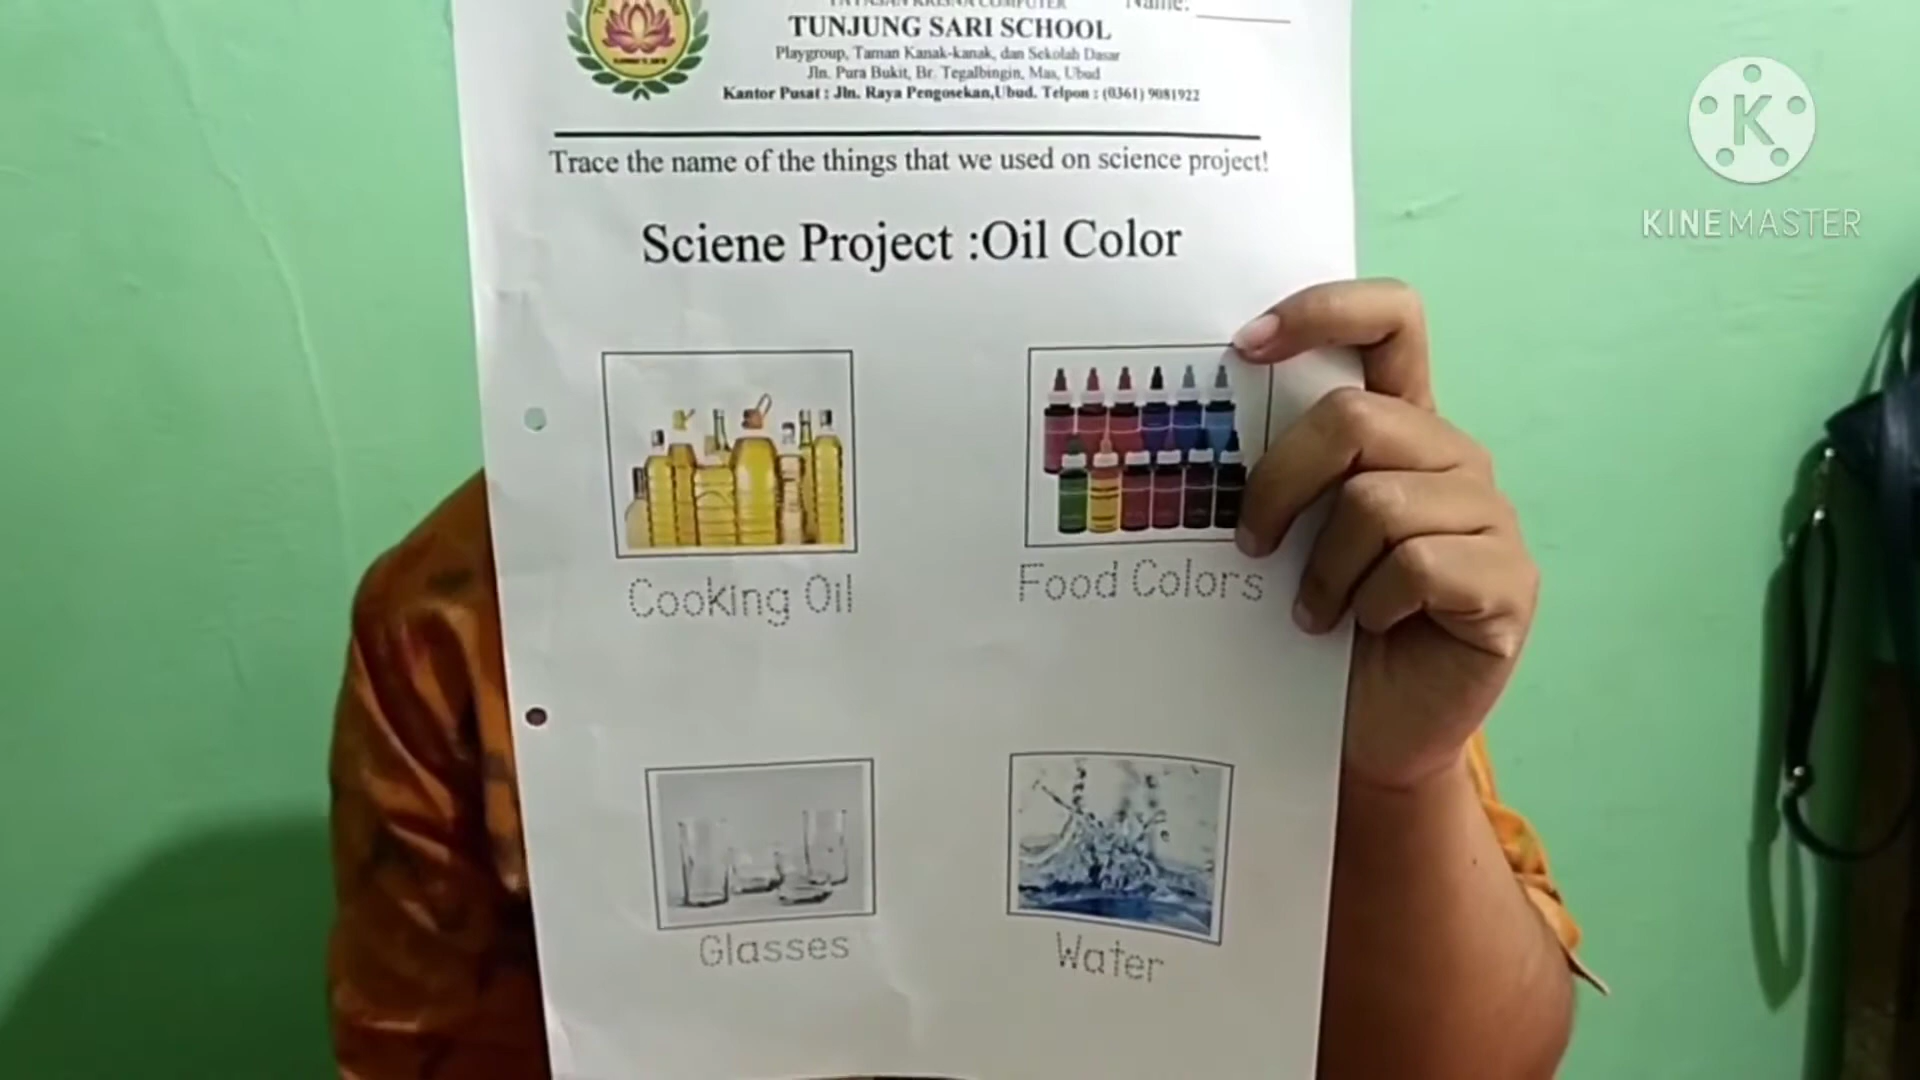 Name:
TUNJUNG SARI SCHOOL
Playgroup, Taman Kanak-kanak, dan Sekolah Dasar
Jln. Pura Bukit, Br. Tegalbingin, Mas, Ubud
Kantor Pusat : Jln. Raya Pengosekan,Ubud. Telpon : (0361) 9081922
Trace the name of the things that we used on science project!
Sciene Project :Oil Color
Cooking Oil
Food Colors
Glasses
Water
K
KINEMASTER